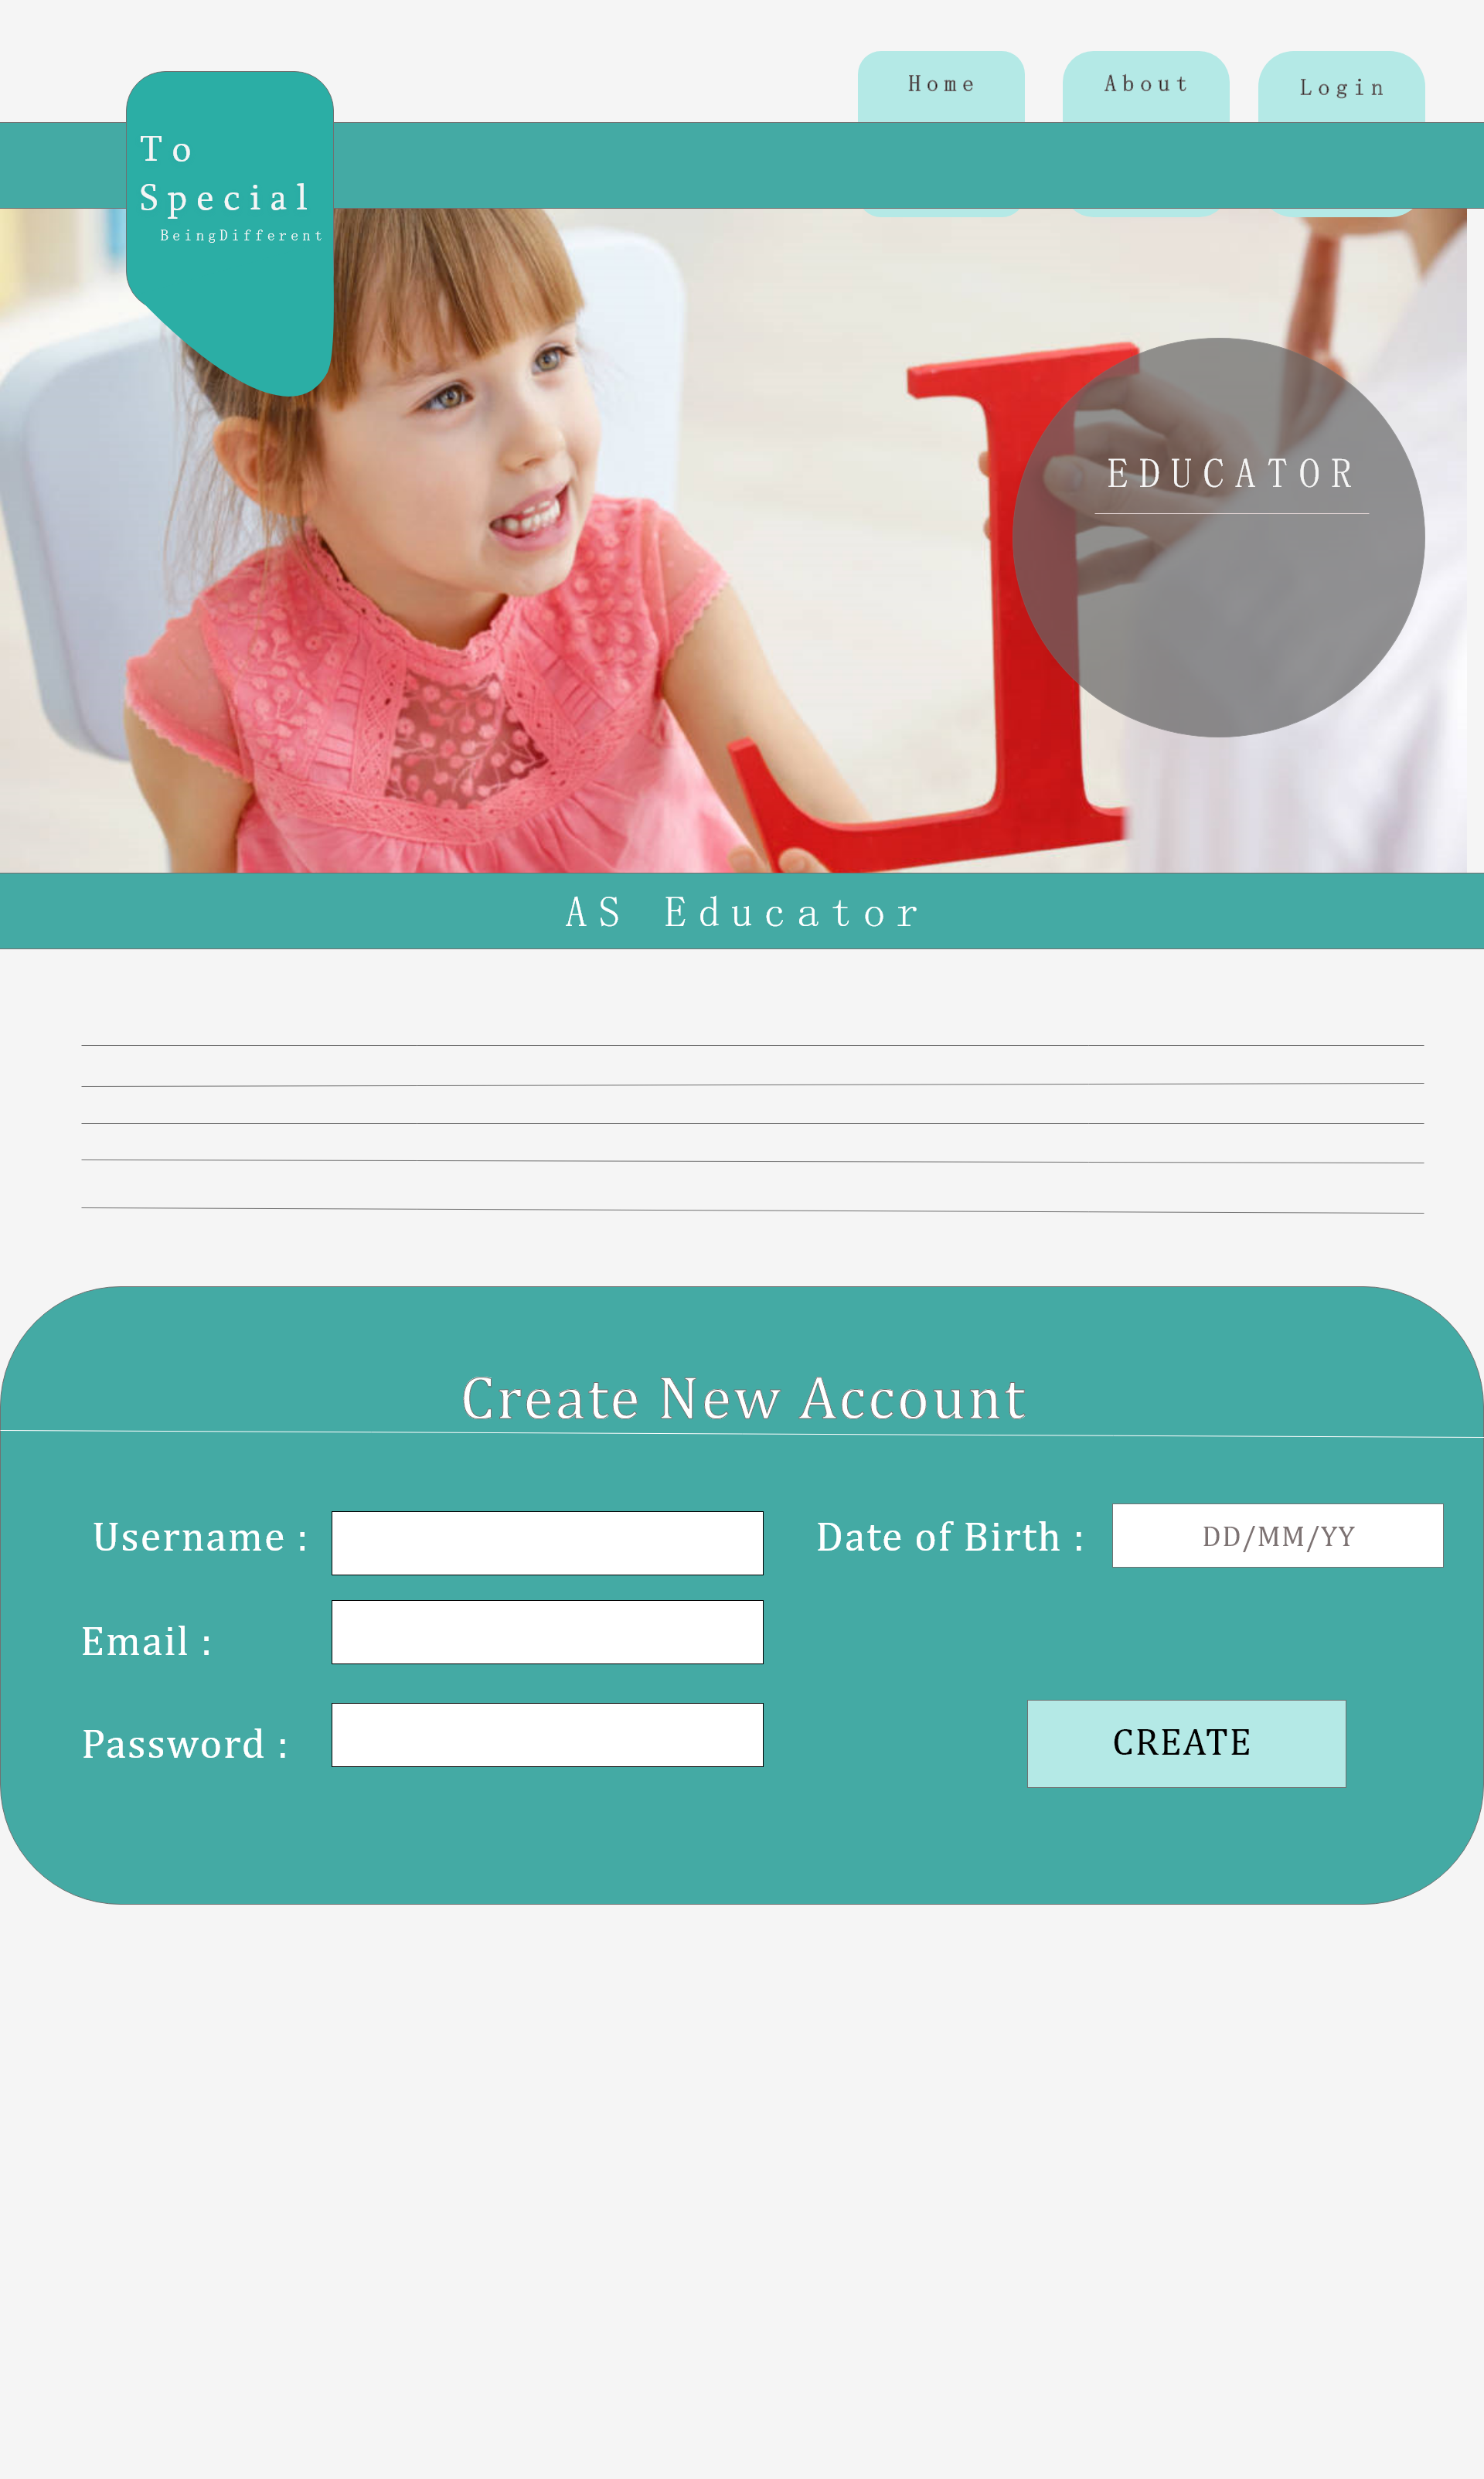 Home
About
Login
To
Special
BeingDifferent
EDUCATOR
AS Educator
Create New Account
Username :
Date of Birth :
DD/MM/YY
Email :
Password :
CREATE